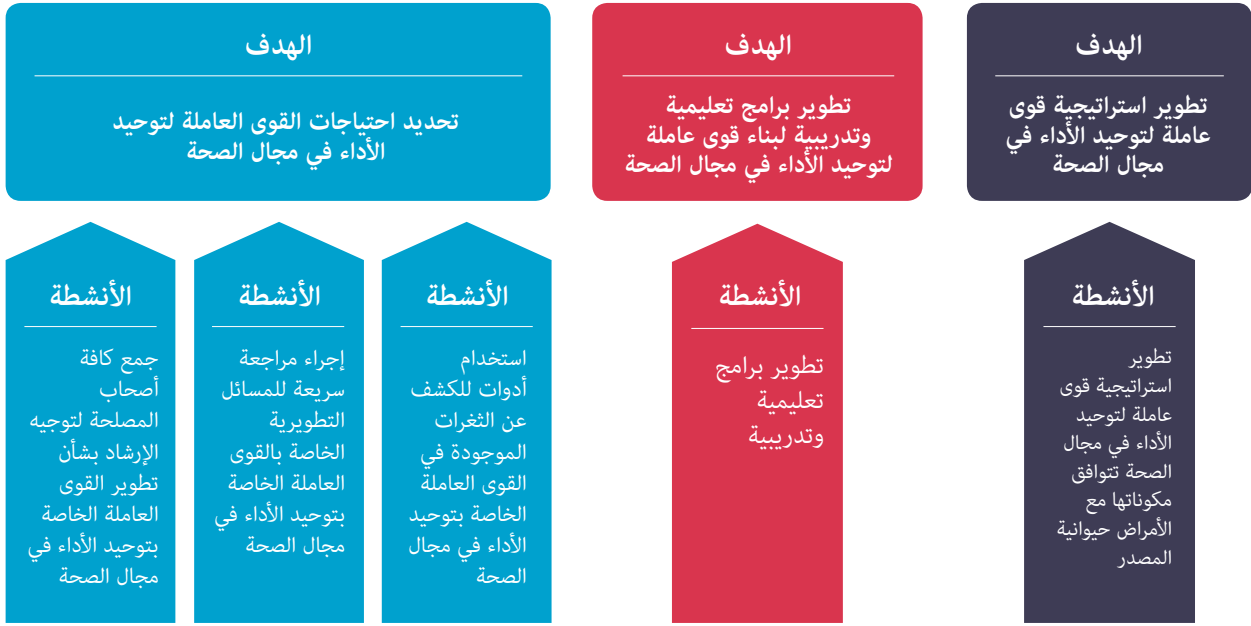 الهدف
تطوير استراتيجية قوى
عاملة لتوحيد الأداء في
مجال الصحة
الهدف
تطوير برامج تعليمية
وتدريبية لبناء قوى عاملة
لتوحيد الأداء في مجال الصحة
الهدف
تحديد احتياجات القوى العاملة لتوحيد
الأداء في مجال الصحة
الأنشطة
تطوير
استراتيجية قوى
عاملة لتوحيد
الأداء في مجال
الصحة تتوافق
مكوناتها مع
الأمراض حيوانية
المصدر
الأنشطة
تطوير برامج
تعليمية
وتدريبية
الأنشطة
استخدام
أدوات للكشف
عن الثغرات
الموجودة في
القوى العاملة
الخاصة بتوحيد
الأداء في مجال
الصحة
الأنشطة
إجراء مراجعة
سريعة للمسائل
التطويرية
الخاصة بالقوى
العاملة الخاصة
بتوحيد الأداء في
مجال الصحة
الأنشطة
جمع كافة
أصحاب
المصلحة لتوجيه
الإرشاد بشأن
تطوير القوى
العاملة الخاصة
بتوحيد الأداء في
مجال الصحة